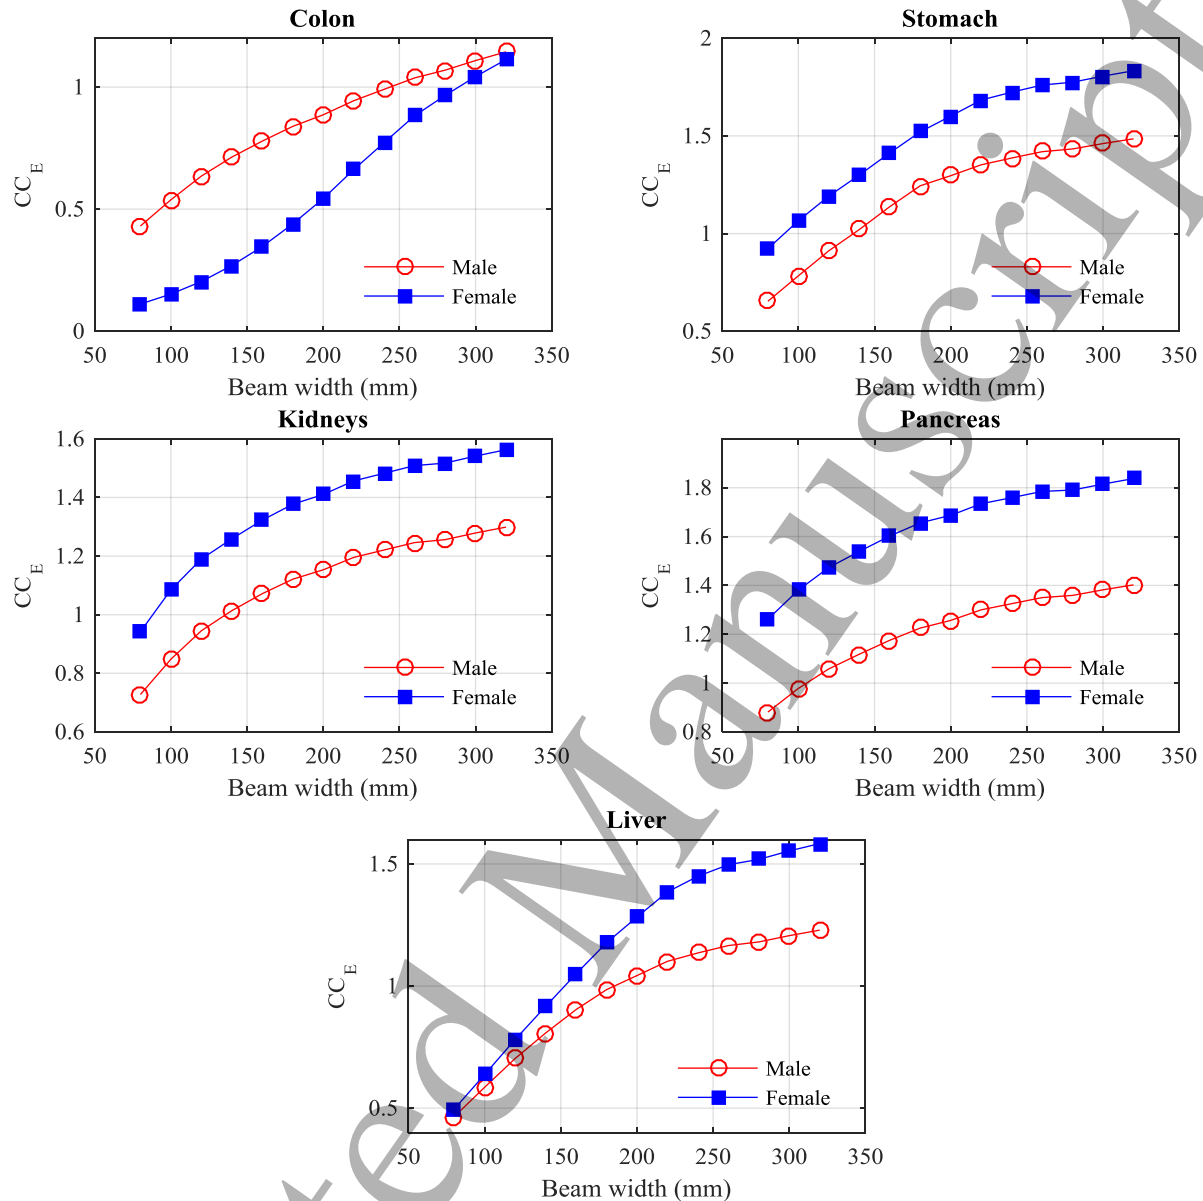 Colon
1
0.5
0
CC_E
Male
Female
50 100 150 200 250 300 350
Beam width (mm)
Stomach
2
1.5
1
0.5
CC_E
Male
Female
50 100 150 200 250 300 350
Beam width (mm)
Kidneys
1.6
1.4
1.2
1
0.8
0.6
CC_E
Male
Female
50 100 150 200 250 300 350
Beam width (mm)
Pancreas
1.8
1.6
1.4
1.2
1
0.8
CC_E
Male
Female
50 100 150 200 250 300 350
Beam width (mm)
Liver
1.5
1
0.5
CC_E
Male
Female
50 100 150 200 250 300 350
Beam width (mm)
ted Manuscript